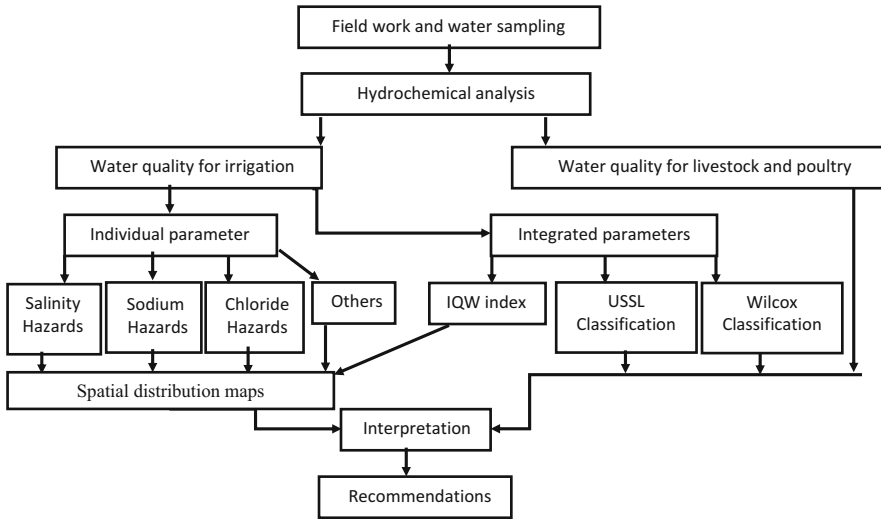 Field work and water sampling
Hydrochemical analysis
Water quality for irrigation
Water quality for livestock and poultry
Individual parameter
Integrated parameters
Salinity
Hazards
Sodium
Hazards
Chloride
Hazards
Others
IQW index
USSL
Classification
Wilcox
Classification
Spatial distribution maps
Interpretation
Recommendations